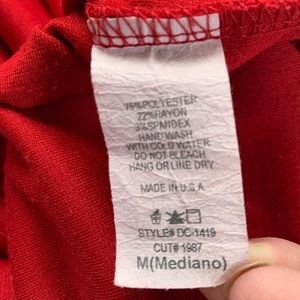 75%POLYESTER
22%RAYON
3%SPANDEX
HAND WASH
WITH COLD WATER
DO NOT BLEACH
HANG OR LINE DRY
MADE IN U.S.A
STYLE# DC-1419
CUT# 1987
M(Mediano)